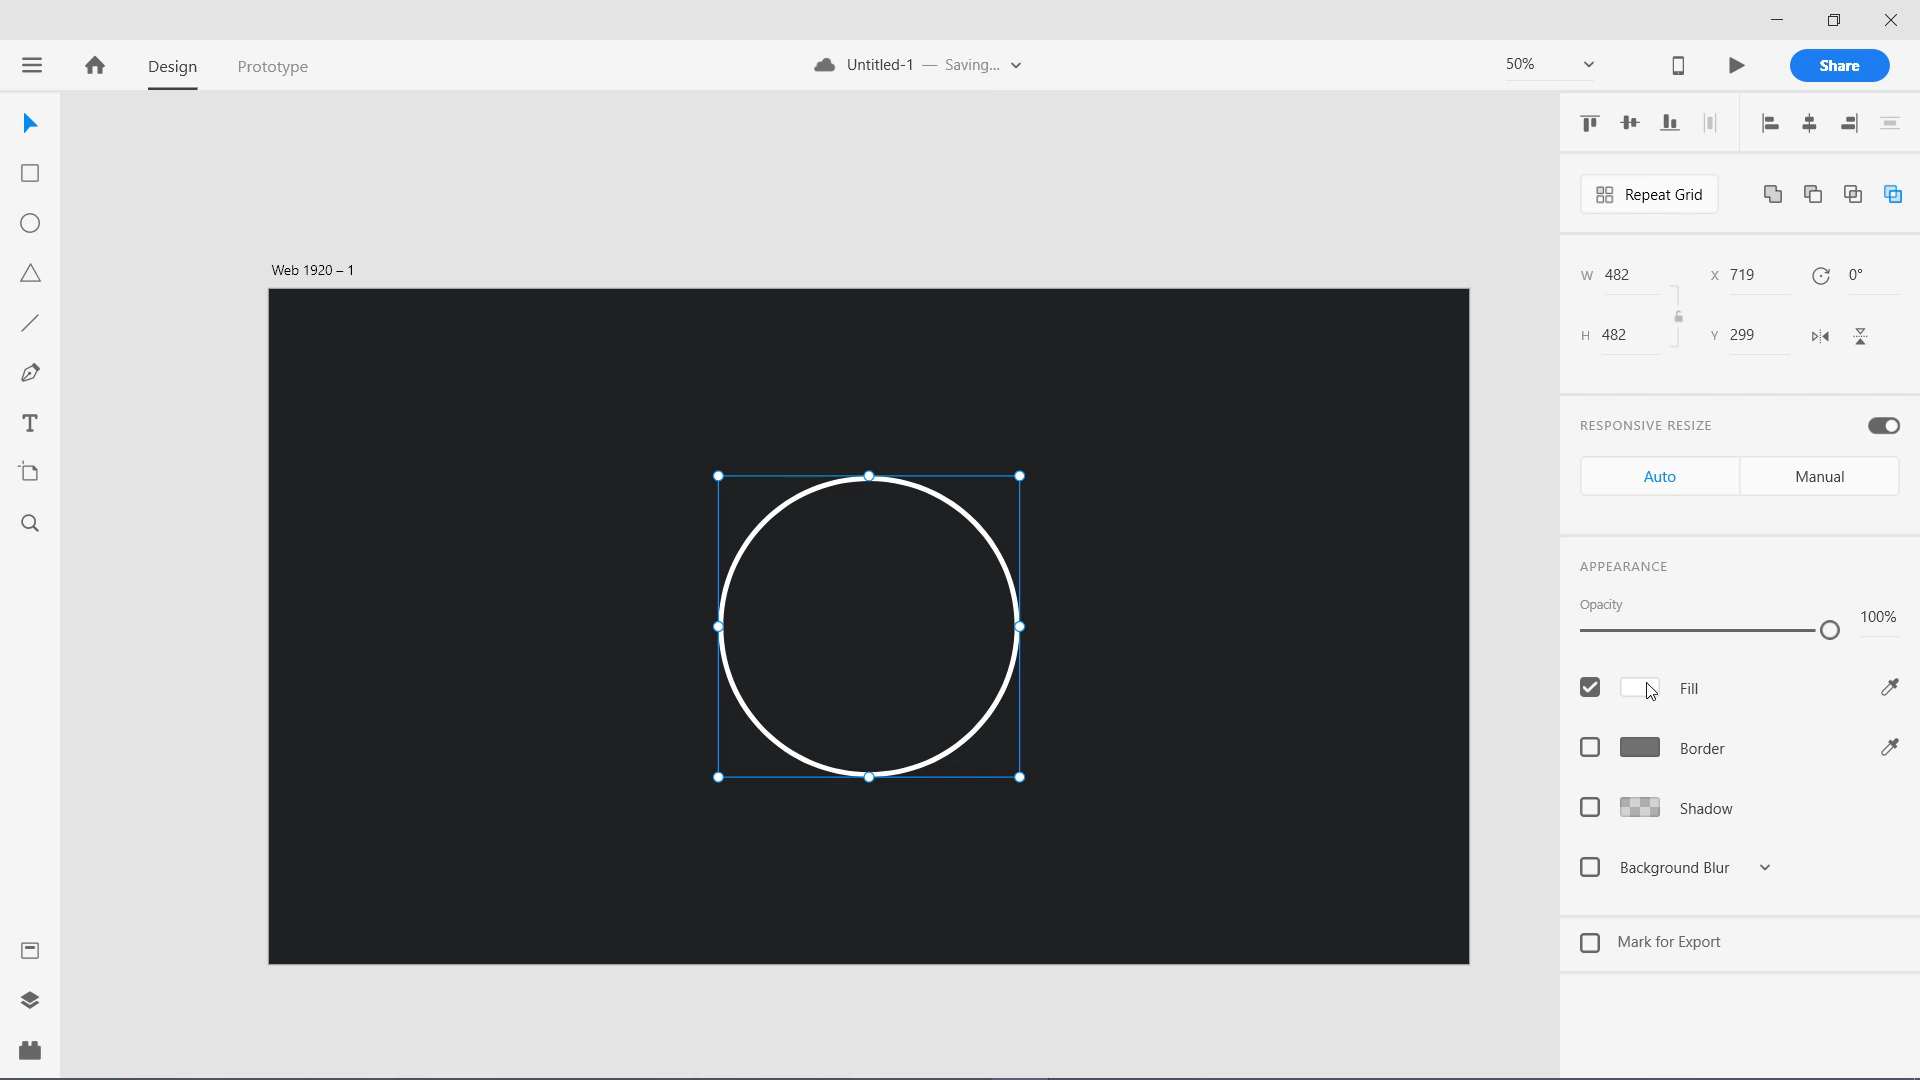 Design
Prototype
Untitled-1 — Saving...
50%
Share
Repeat Grid
Web 1920 – 1
W 482
X 719
0°
H 482
Y 299
RESPONSIVE RESIZE
Auto
Manual
APPEARANCE
Opacity
100%
Fill
Border
Shadow
Background Blur
Mark for Export